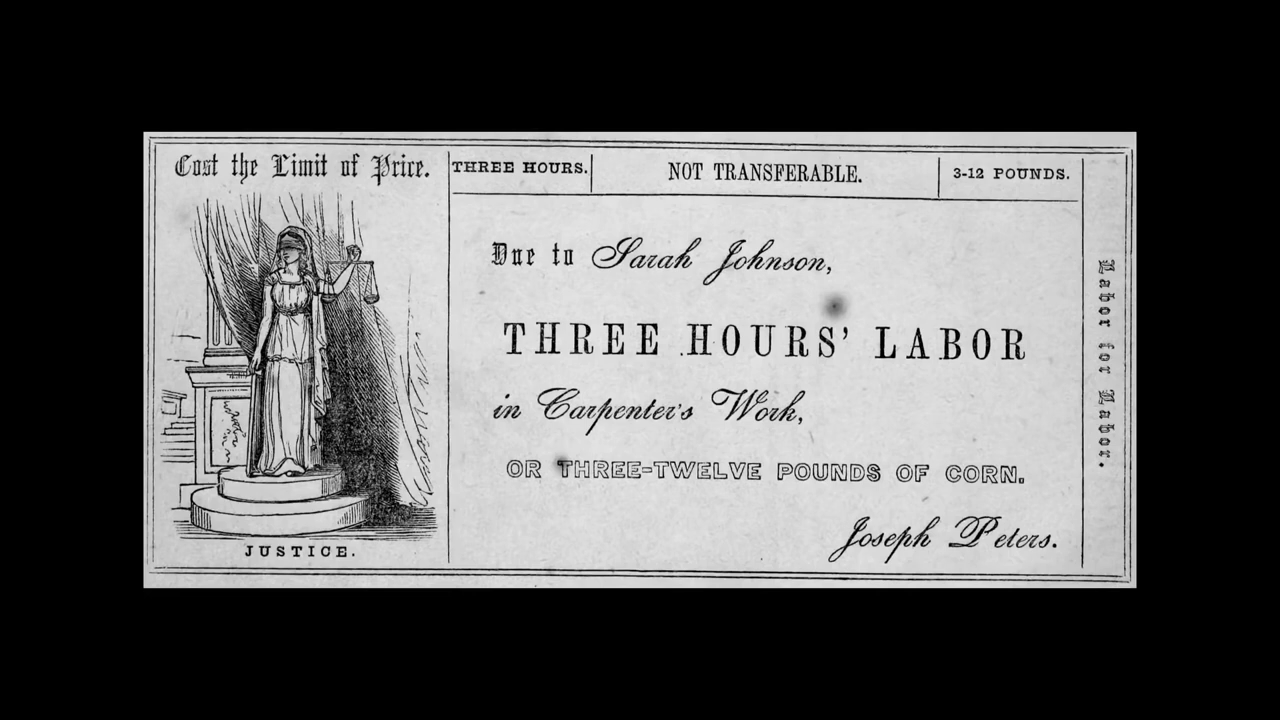 Cost the Limit of Price.
THREE HOURS.
NOT TRANSFERABLE.
3-12 POUNDS.
Due to Sarah Johnson,
THREE HOURS' LABOR
in Carpenter's Work,
OR THREE-TWELVE POUNDS OF CORN.
Joseph Peters.
JUSTICE.
Labor for Labor.